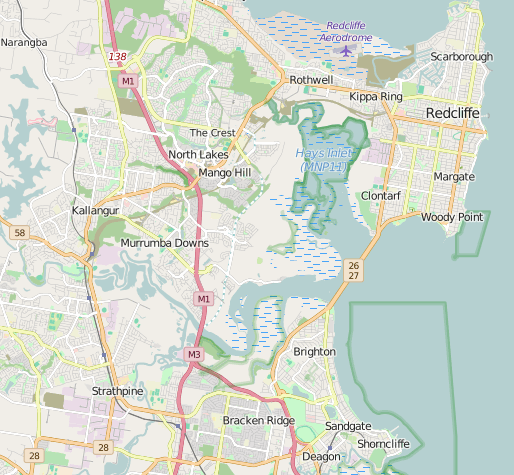 Redcliffe
Aerodrome
Narangba
138
Scarborough
M1
Rothwell
Kippa Ring
Redcliffe
The Crest
North Lakes
Hays Inlet
(MNP11)
Mango Hill
Margate
Clontarf
Kallangur
Woody Point
58
Murrumba Downs
26
27
M1
M3
Brighton
Strathpine
Bracken Ridge
Sandgate
28
28
Deagon
Shorncliffe